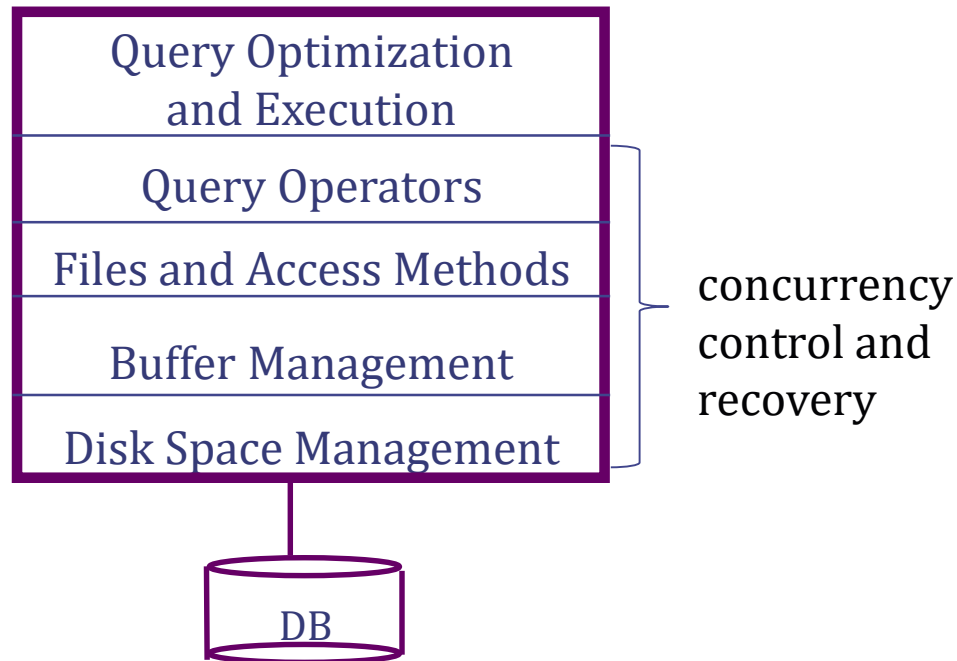 Query Optimization
and Execution
Query Operators
Files and Access Methods
Buffer Management
Disk Space Management
concurrency
control and
recovery
DB